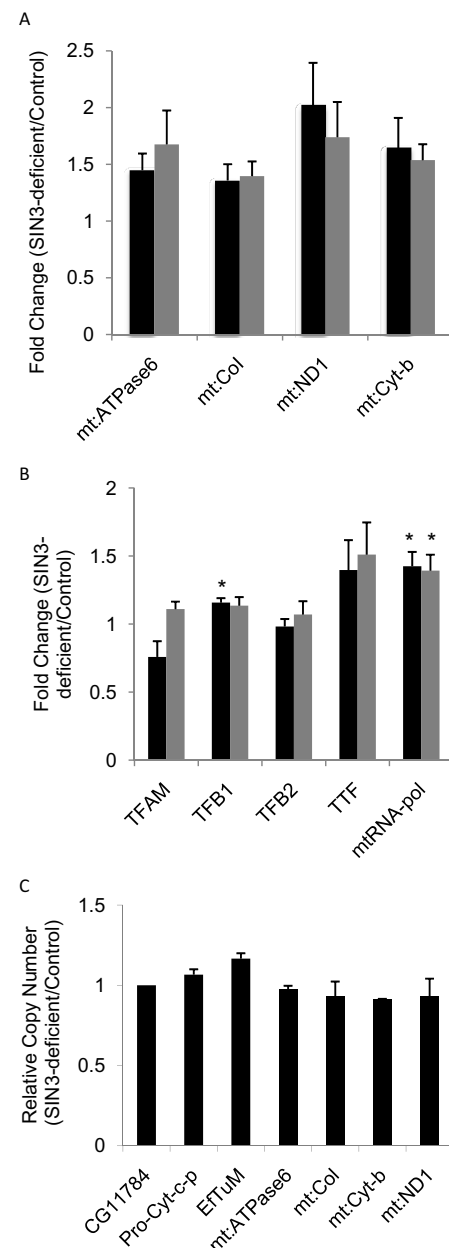 A
Fold Change (SIN3-deficient/Control)
2.5
2
1.5
1
0.5
0
mt:ATPase6
mt:CoI
mt:ND1
mt:Cyt-b
B
Fold Change (SIN3-
deficient/Control)
2
1.5
1
0.5
0
*
* *
TFAM
TFB1
TFB2
TTF
mtRNA-pol
C
Relative Copy Number
(SIN3-deficient/Control)
1.5
1
0.5
0
CG11784
Pro-Cyt-c-p
EfTuM
mt:ATPase6
mt:CoI
mt:Cyt-b
mt:ND1